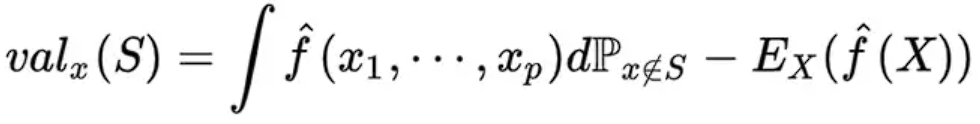 val_x(S) = ∫ f̂(x_1, ⋯, x_p)dℙ_{x∉S} − E_X(f̂(X))